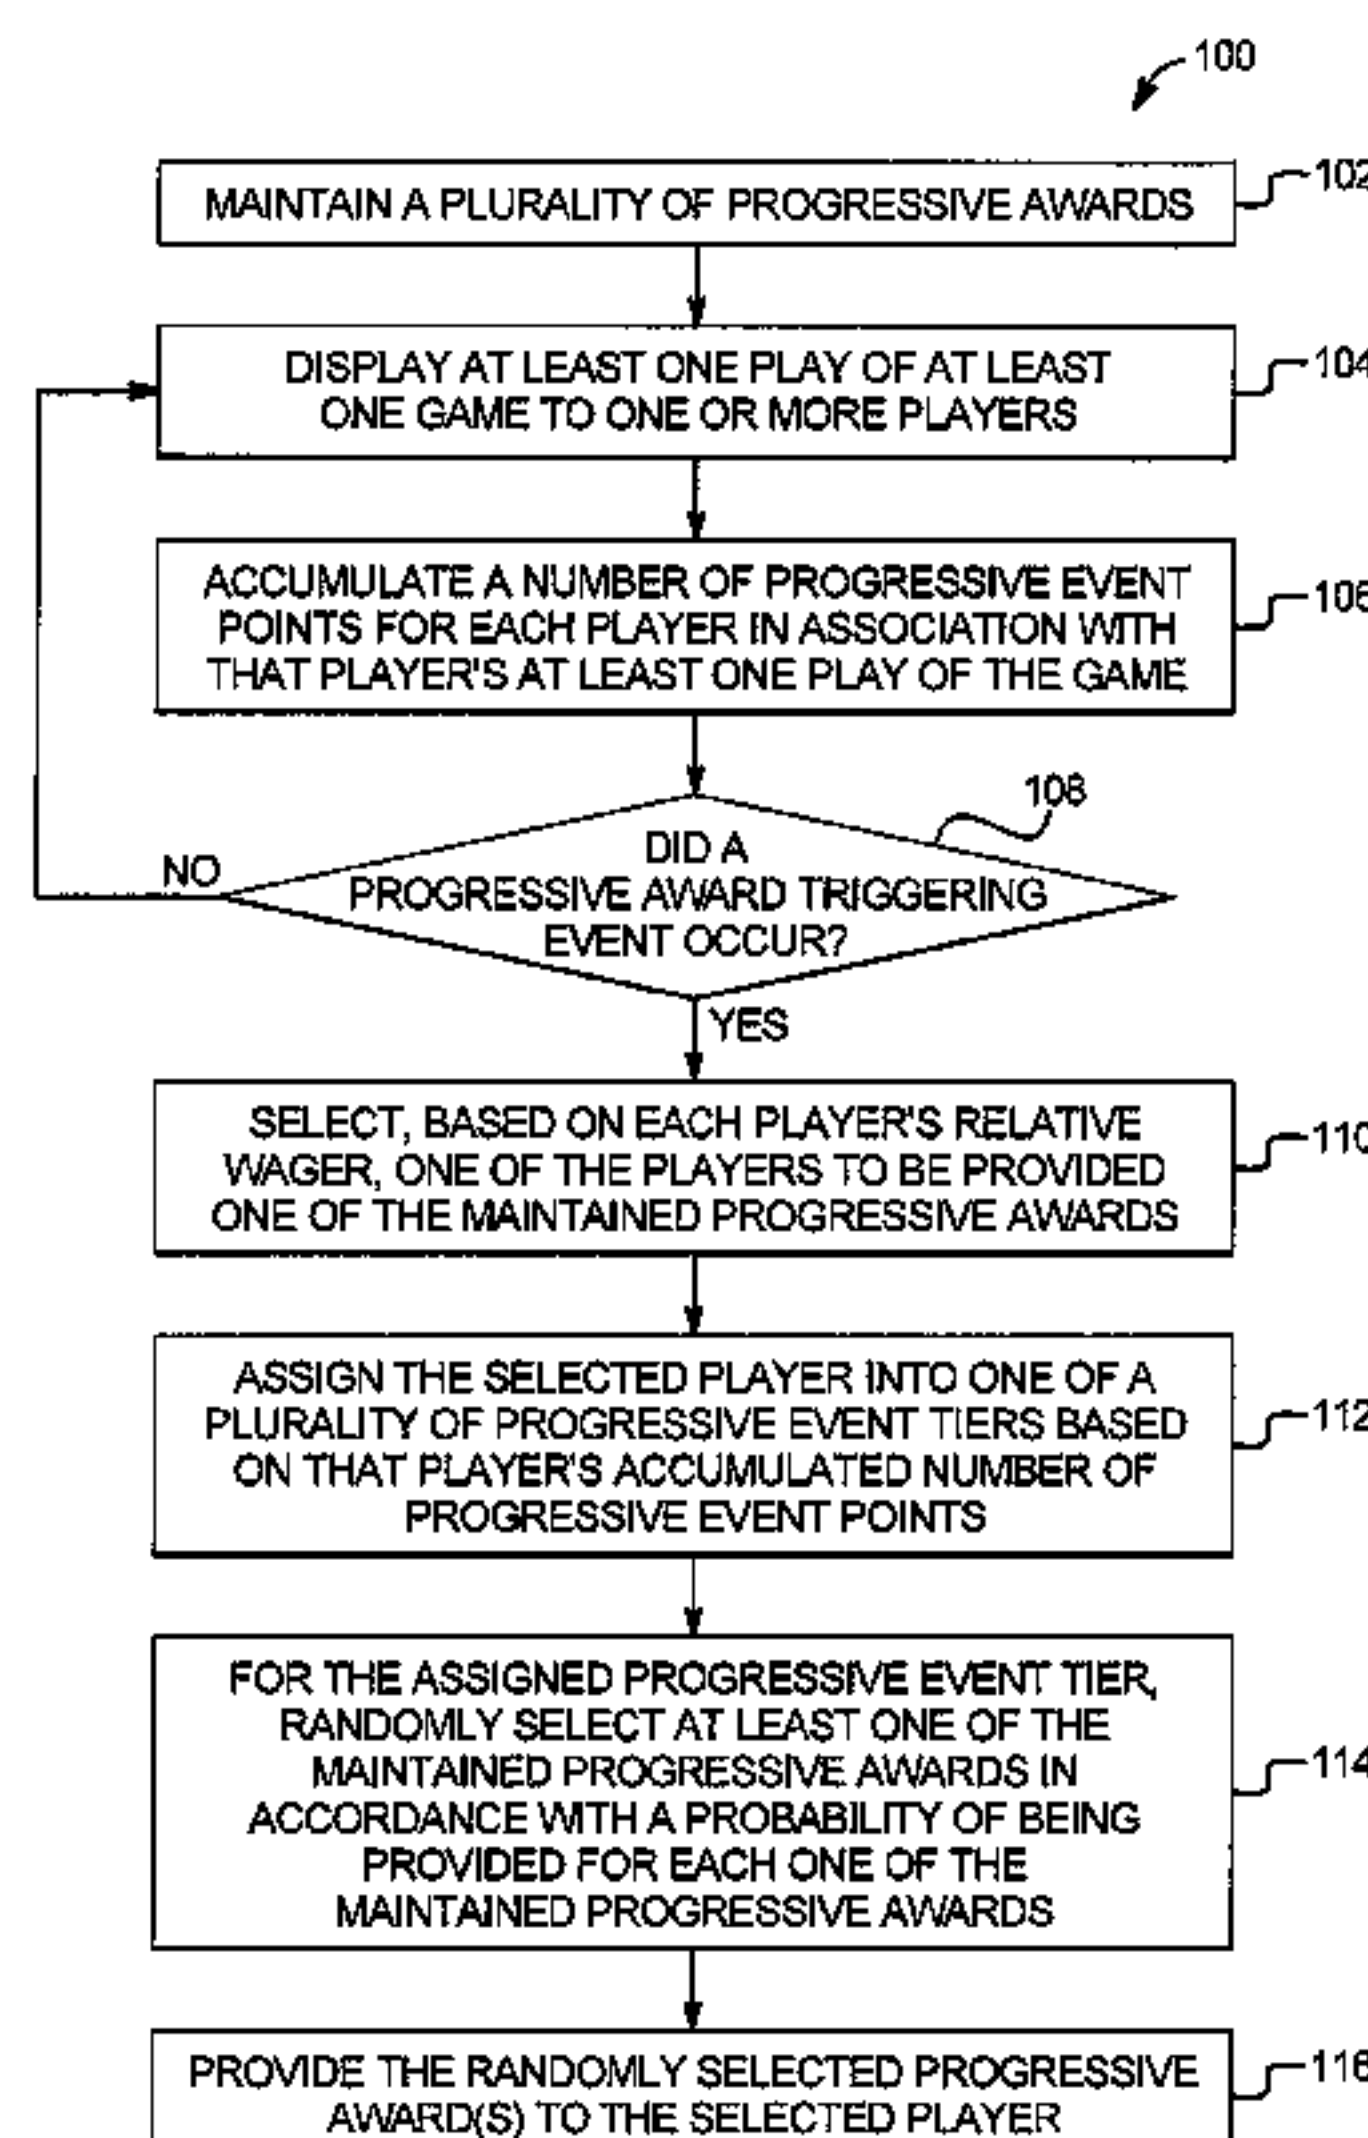 100
MAINTAIN A PLURALITY OF PROGRESSIVE AWARDS
102
DISPLAY AT LEAST ONE PLAY OF AT LEAST
ONE GAME TO ONE OR MORE PLAYERS
104
ACCUMULATE A NUMBER OF PROGRESSIVE EVENT
POINTS FOR EACH PLAYER IN ASSOCIATION WITH
THAT PLAYER'S AT LEAST ONE PLAY OF THE GAME
106
108
DID A
PROGRESSIVE AWARD TRIGGERING
EVENT OCCUR?
NO
YES
SELECT, BASED ON EACH PLAYER'S RELATIVE
WAGER, ONE OF THE PLAYERS TO BE PROVIDED
ONE OF THE MAINTAINED PROGRESSIVE AWARDS
110
ASSIGN THE SELECTED PLAYER INTO ONE OF A
PLURALITY OF PROGRESSIVE EVENT TIERS BASED
ON THAT PLAYER'S ACCUMULATED NUMBER OF
PROGRESSIVE EVENT POINTS
112
FOR THE ASSIGNED PROGRESSIVE EVENT TIER,
RANDOMLY SELECT AT LEAST ONE OF THE
MAINTAINED PROGRESSIVE AWARDS IN
ACCORDANCE WITH A PROBABILITY OF BEING
PROVIDED FOR EACH ONE OF THE
MAINTAINED PROGRESSIVE AWARDS
114
PROVIDE THE RANDOMLY SELECTED PROGRESSIVE
AWARD(S) TO THE SELECTED PLAYER
116